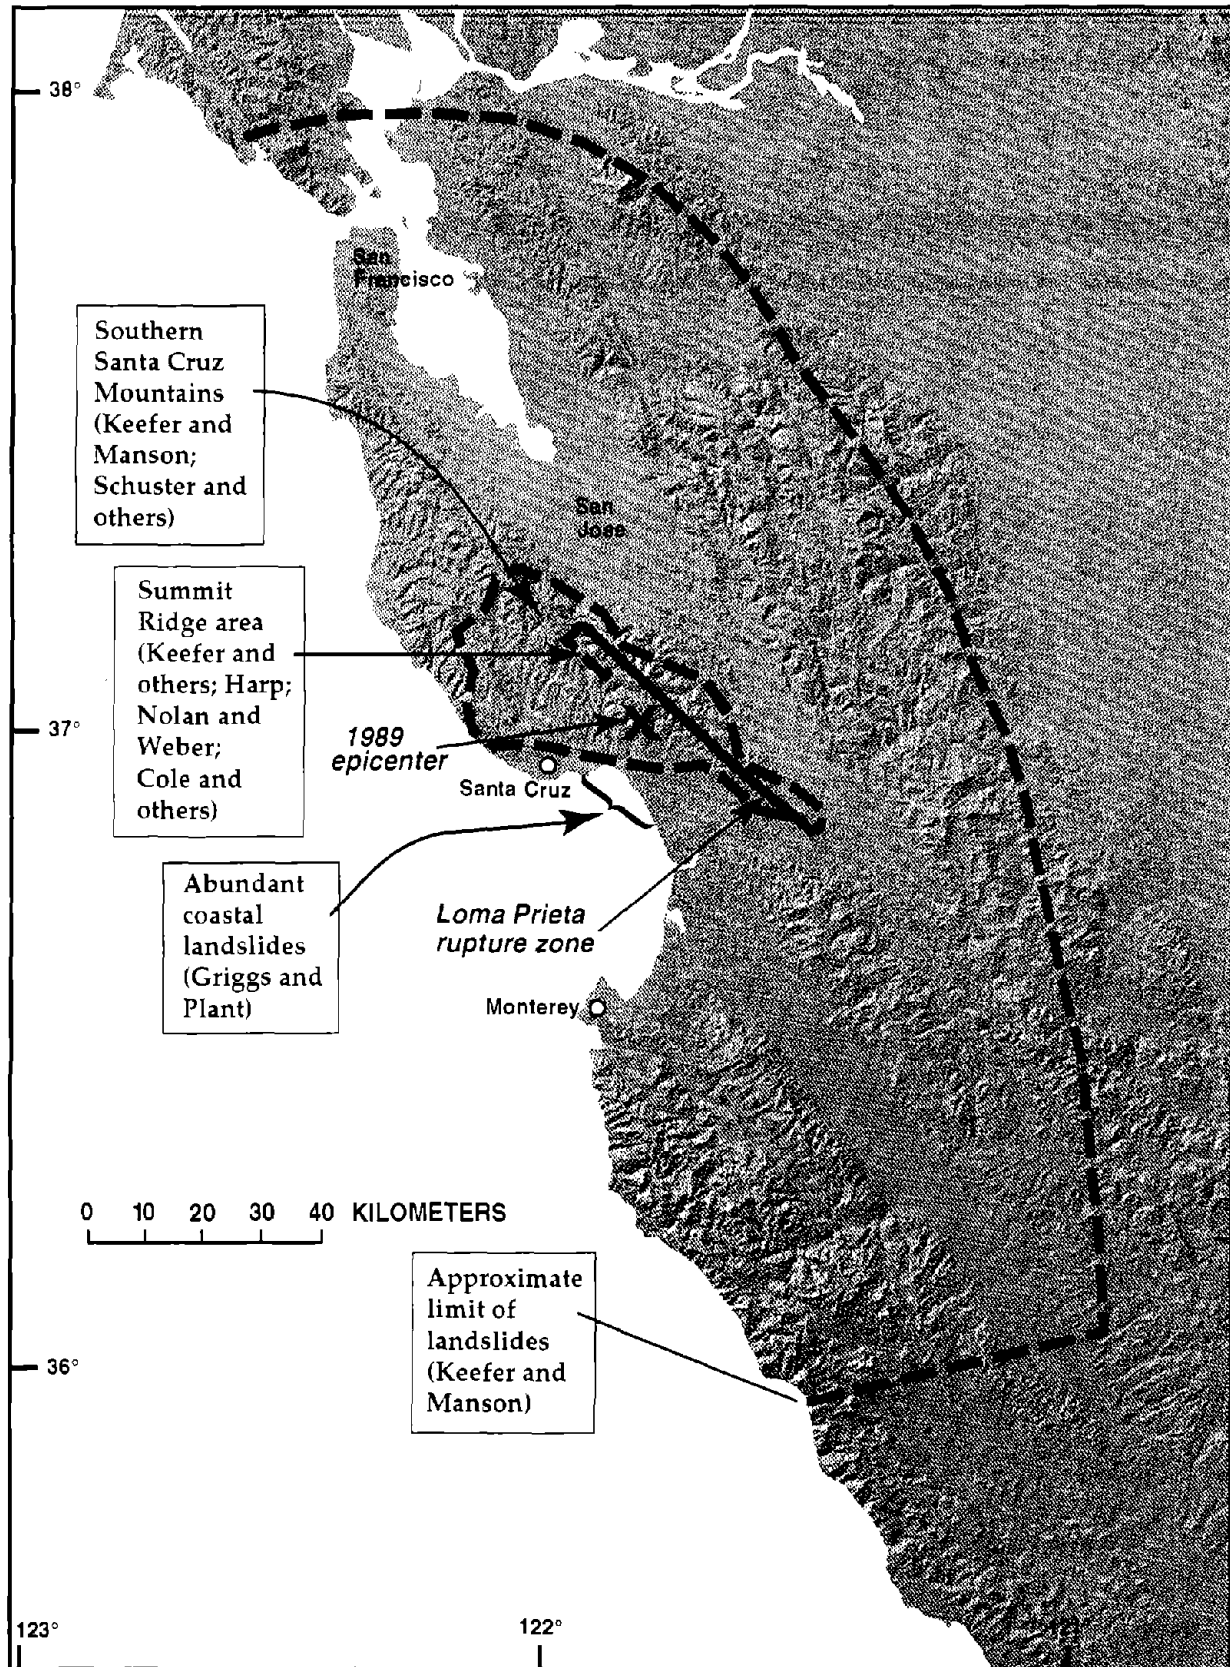 38°
San
Francisco
Southern
Santa Cruz
Mountains
(Keefer and
Manson;
Schuster and
others)
San
Jose
Summit
Ridge area
(Keefer and
others; Harp;
Nolan and
Weber;
Cole and
others)
37°
1989
epicenter
X
Santa Cruz
Abundant
coastal
landslides
(Griggs and
Plant)
Loma Prieta
rupture zone
Monterey
0 10 20 30 40 KILOMETERS
Approximate
limit of
landslides
(Keefer and
Manson)
36°
123°
122°
121°